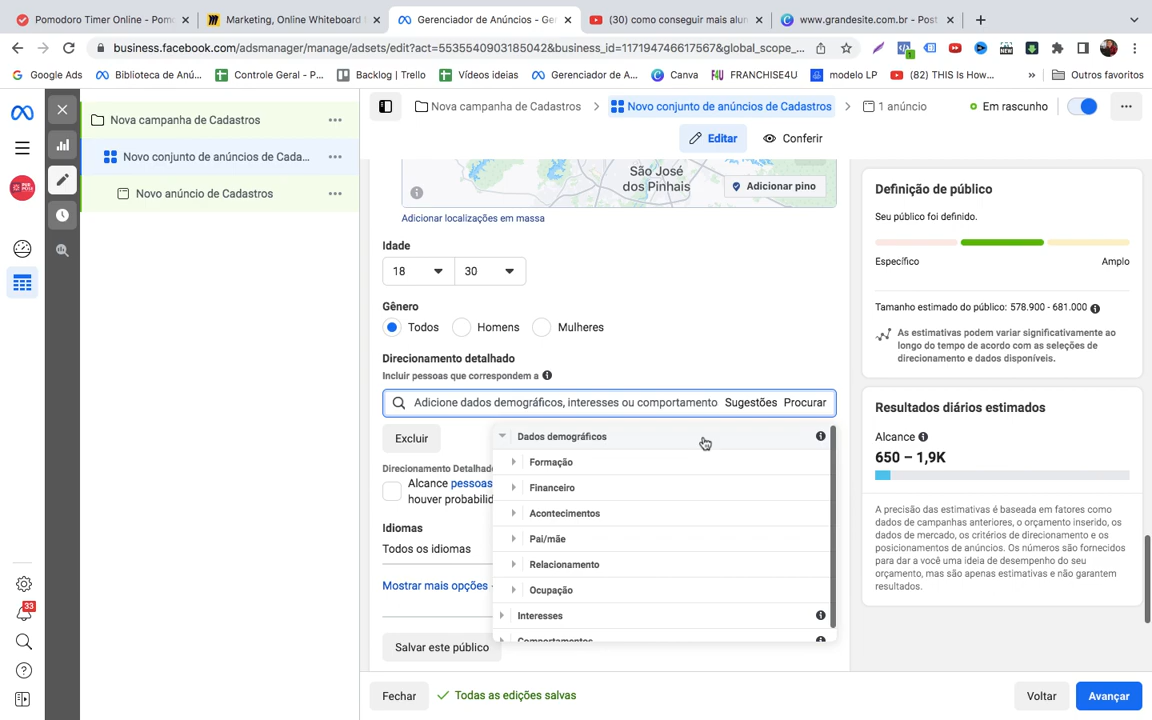 Pomodoro Timer Online - Pomo
Marketing, Online Whiteboard
Gerenciador de Anúncios - Ger
(30) como conseguir mais alun
www.grandesite.com.br - Post
business.facebook.com/adsmanager/manage/adsets/edit?act=5535540903185042&business_id=117194746617567&global_scope_...
Google Ads
Biblioteca de Anú...
Controle Geral - P...
Backlog | Trello
Vídeos ideias
Gerenciador de A...
Canva
FRANCHISE4U
modelo LP
(82) THIS Is How...
»
Outros favoritos
Nova campanha de Cadastros
Novo conjunto de anúncios de Cada...
Novo anúncio de Cadastros
33
Nova campanha de Cadastros
Novo conjunto de anúncios de Cadastros
1 anúncio
Em rascunho
Editar
Conferir
São José
dos Pinhais
Adicionar pino
Adicionar localizações em massa
Idade
18
30
Gênero
Todos
Homens
Mulheres
Direcionamento detalhado
Incluir pessoas que correspondem a
Adicione dados demográficos, interesses ou comportamento
Sugestões
Procurar
Excluir
Dados demográficos
Formação
Financeiro
Acontecimentos
Pai/mãe
Relacionamento
Ocupação
Interesses
Comportamentos
Direcionamento Detalhado
Alcance pessoas
houver probabilid
Idiomas
Todos os idiomas
Mostrar mais opções
Salvar este público
Fechar
Todas as edições salvas
Voltar
Avançar
Definição de público
Seu público foi definido.
Específico
Amplo
Tamanho estimado do público: 578.900 - 681.000
As estimativas podem variar significativamente ao
longo do tempo de acordo com as seleções de
direcionamento e dados disponíveis.
Resultados diários estimados
Alcance
650 – 1,9K
A precisão das estimativas é baseada em fatores como
dados de campanhas anteriores, o orçamento inserido, os
dados de mercado, os critérios de direcionamento e os
posicionamentos de anúncios. Os números são fornecidos
para dar a você uma ideia de desempenho do seu
orçamento, mas são apenas estimativas e não garantem
resultados.